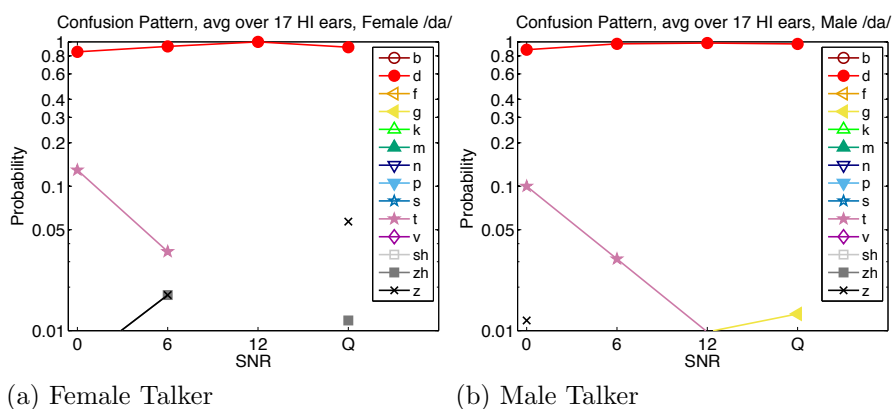 Confusion Pattern, avg over 17 HI ears, Female /da/
1
0.8
0.6
0.4
0.3
0.2
0.1
0.05
0.01
Probability
0
6
12
Q
SNR
b
d
f
g
k
m
n
p
s
t
v
sh
zh
z
(a) Female Talker
Confusion Pattern, avg over 17 HI ears, Male /da/
1
0.8
0.6
0.4
0.3
0.2
0.1
0.05
0.01
Probability
0
6
12
Q
SNR
b
d
f
g
k
m
n
p
s
t
v
sh
zh
z
(b) Male Talker